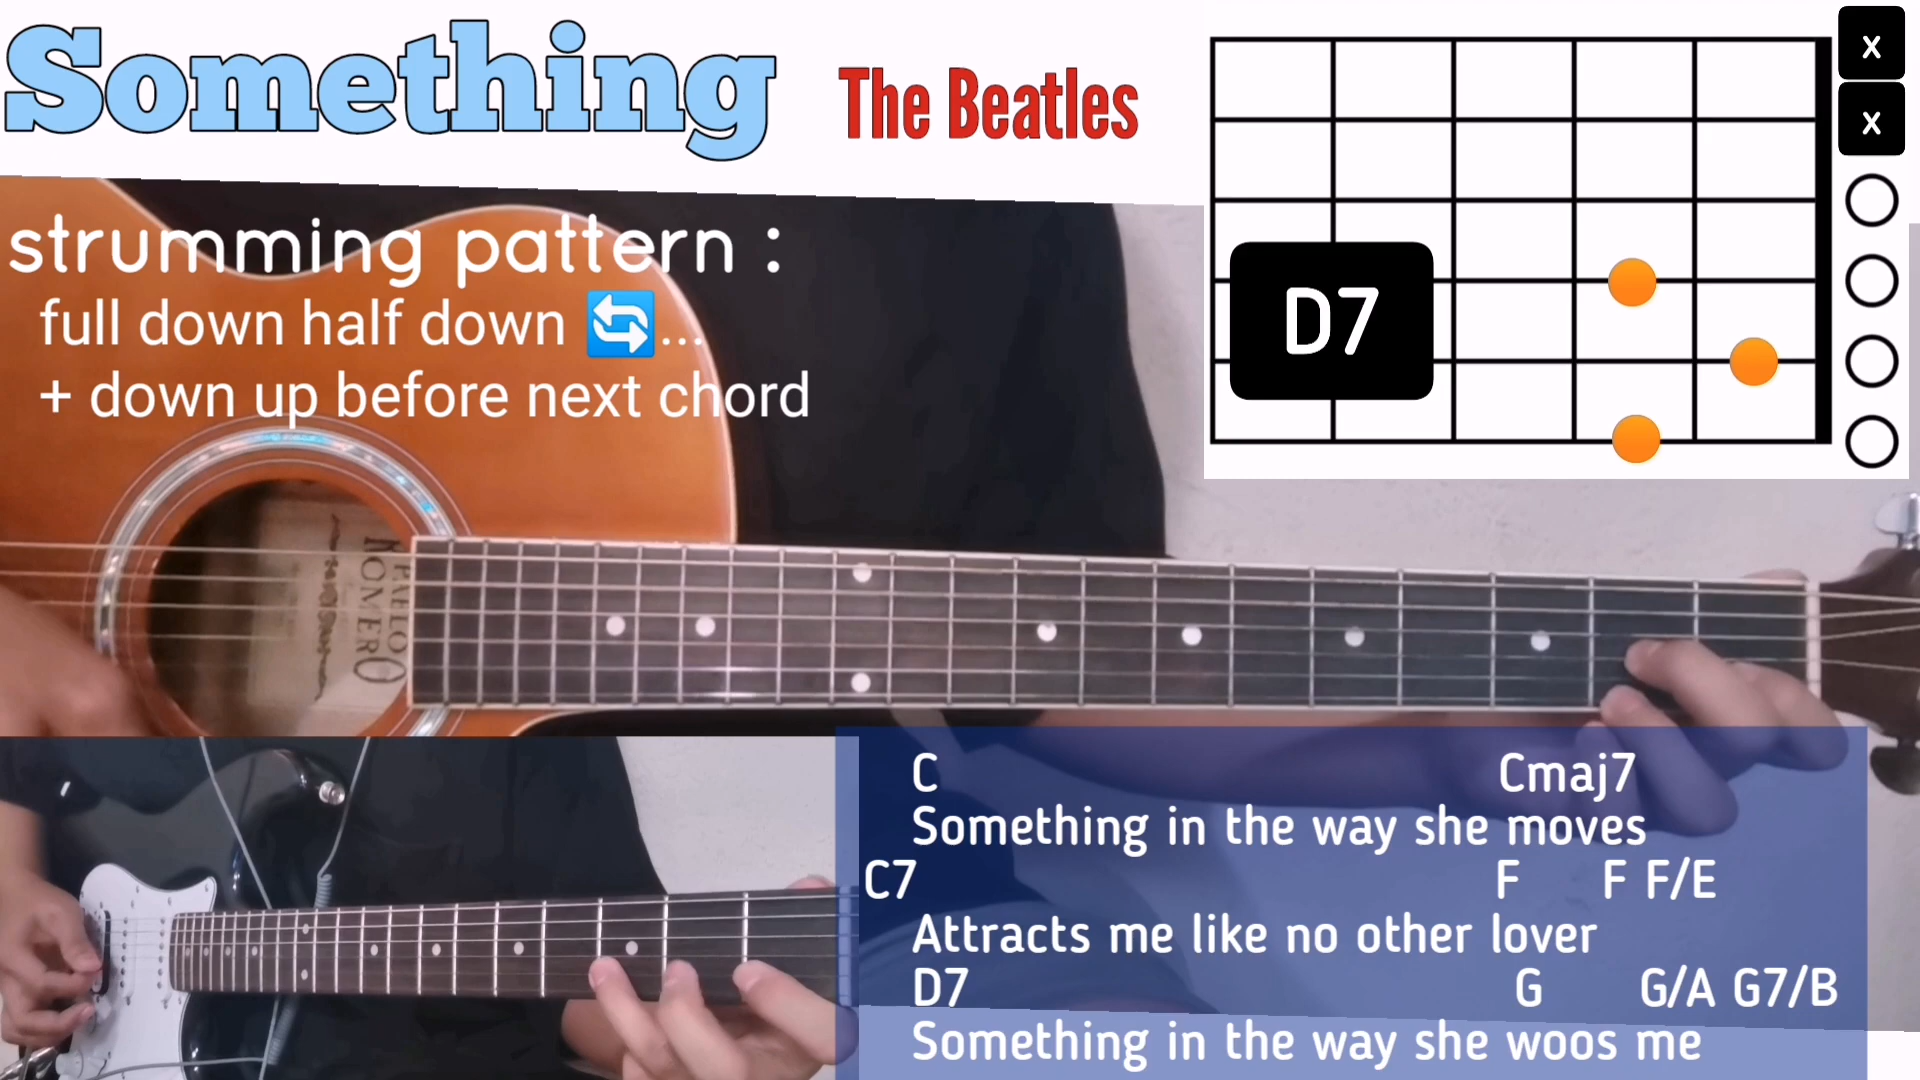 Something
The Beatles
x
x
strumming pattern :
full down half down 🔄...
+ down up before next chord
D7
PABLO
ROMERO
C Cmaj7
Something in the way she moves
C7 F F F/E
Attracts me like no other lover
D7 G G/A G7/B
Something in the way she woos me